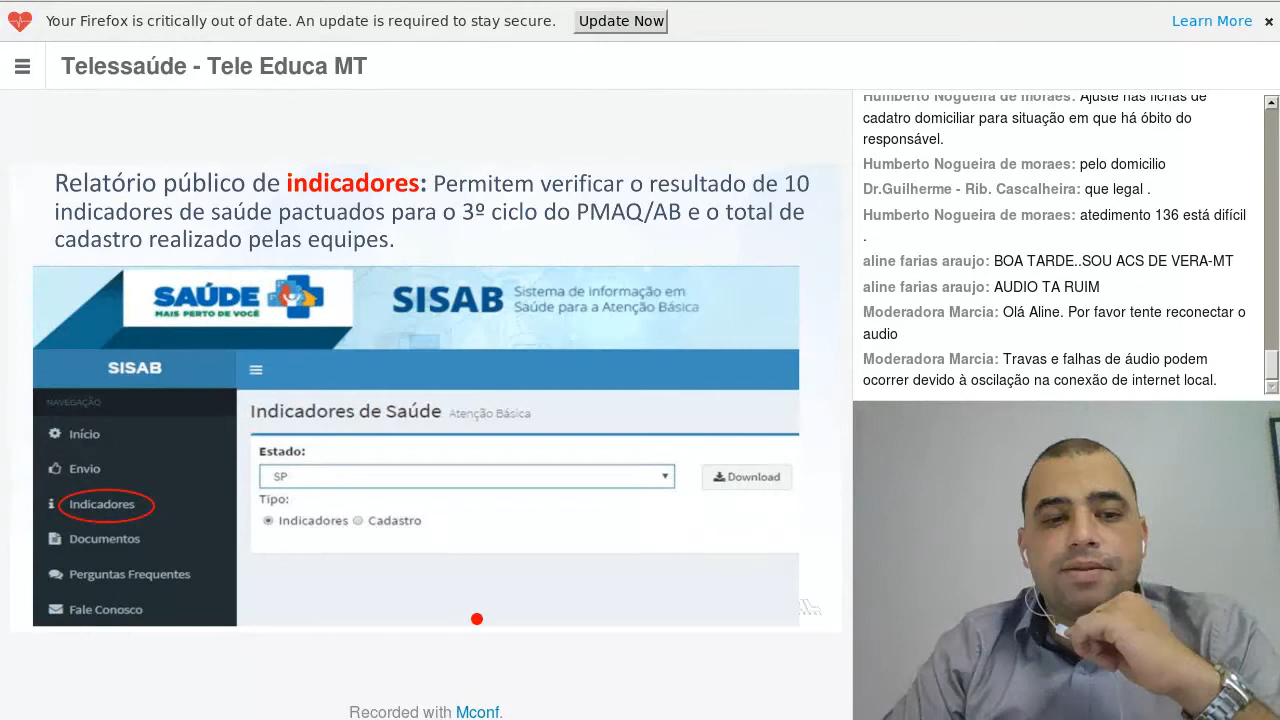 Your Firefox is critically out of date. An update is required to stay secure. Update Now Learn More ×
Telessaúde - Tele Educa MT
Relatório público de indicadores: Permitem verificar o resultado de 10
indicadores de saúde pactuados para o 3º ciclo do PMAQ/AB e o total de
cadastro realizado pelas equipes.
SAÚDE
MAIS PERTO DE VOCÊ
SISAB
Sistema de informação em
Saúde para a Atenção Básica
SISAB
NAVEGAÇÃO
Início
Envio
Indicadores
Documentos
Perguntas Frequentes
Fale Conosco
Indicadores de Saúde Atenção Básica
Estado:
SP
Download
Tipo:
Indicadores Cadastro
Recorded with Mconf.
Humberto Nogueira de moraes: Ajuste nas fichas de
cadatro domiciliar para situação em que há óbito do
responsável.
Humberto Nogueira de moraes: pelo domicilio
Dr.Guilherme - Rib. Cascalheira: que legal .
Humberto Nogueira de moraes: atedimento 136 está difícil
.
aline farias araujo: BOA TARDE..SOU ACS DE VERA-MT
aline farias araujo: AUDIO TA RUIM
Moderadora Marcia: Olá Aline. Por favor tente reconectar o
audio
Moderadora Marcia: Travas e falhas de áudio podem
ocorrer devido à oscilação na conexão de internet local.